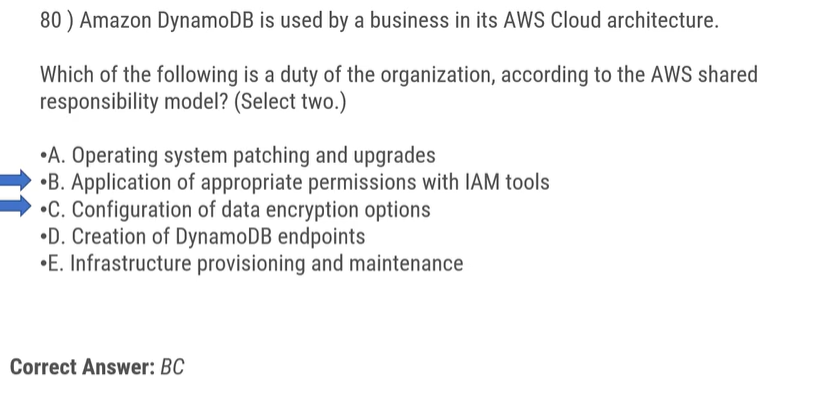 80 ) Amazon DynamoDB is used by a business in its AWS Cloud architecture.
Which of the following is a duty of the organization, according to the AWS shared
responsibility model? (Select two.)
•A. Operating system patching and upgrades
•B. Application of appropriate permissions with IAM tools
•C. Configuration of data encryption options
•D. Creation of DynamoDB endpoints
•E. Infrastructure provisioning and maintenance
Correct Answer: BC